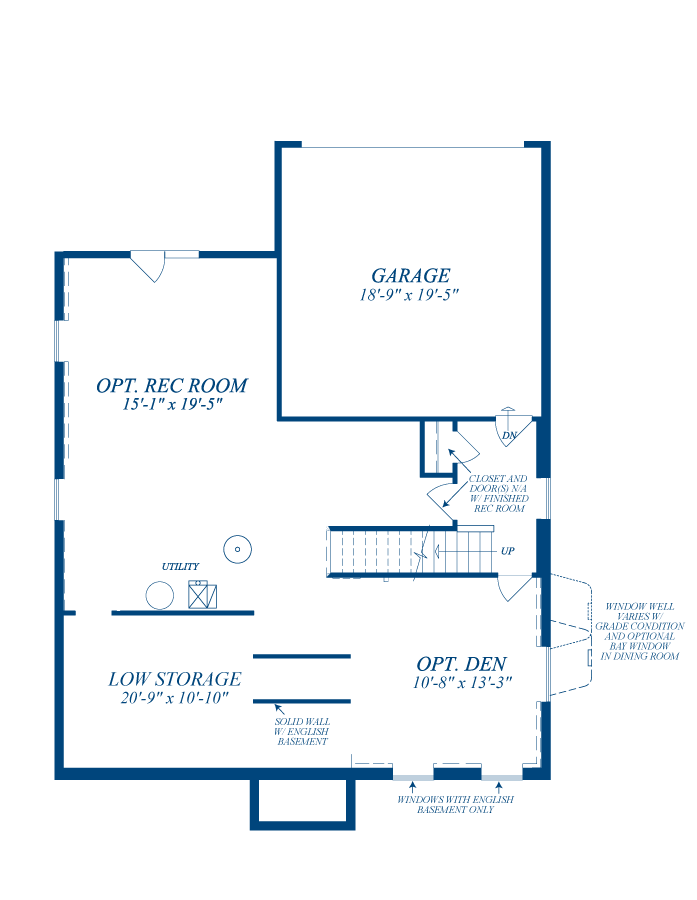 GARAGE
18'-9" x 19'-5"
OPT. REC ROOM
15'-1" x 19'-5"
DN
CLOSET AND
DOOR(S) N/A
W/ FINISHED
REC ROOM
UP
UTILITY
WINDOW WELL
VARIES W/
GRADE CONDITION
AND OPTIONAL
BAY WINDOW
IN DINING ROOM
LOW STORAGE
20'-9" x 10'-10"
OPT. DEN
10'-8" x 13'-3"
SOLID WALL
W/ ENGLISH
BASEMENT
WINDOWS WITH ENGLISH
BASEMENT ONLY